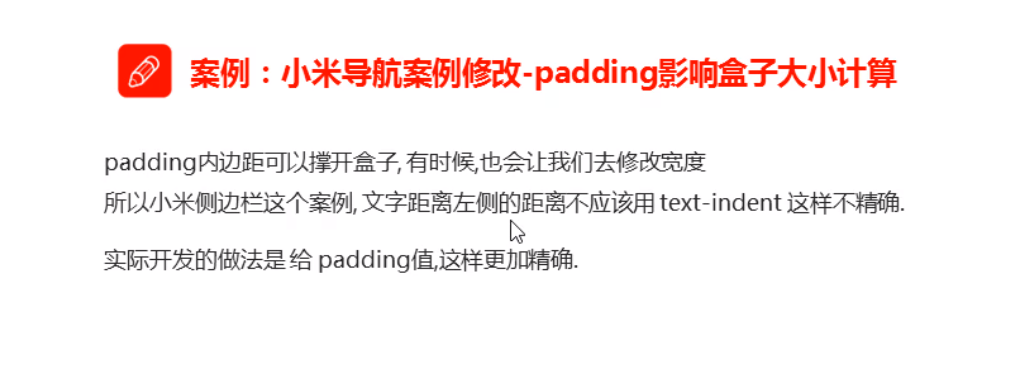 案例：小米导航案例修改-padding影响盒子大小计算
padding内边距可以撑开盒子, 有时候,也会让我们去修改宽度
所以小米侧边栏这个案例, 文字距离左侧的距离不应该用 text-indent 这样不精确.
实际开发的做法是 给 padding值,这样更加精确.